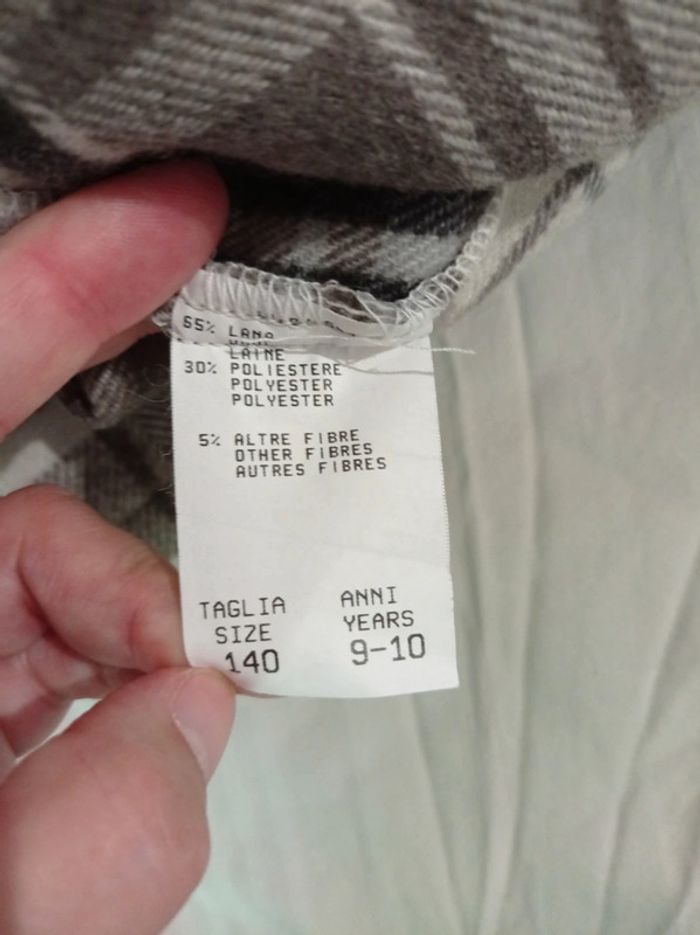 65% LANA
LAINE
30% POLIESTERE
POLYESTER
POLYESTER
5% ALTRE FIBRE
OTHER FIBRES
AUTRES FIBRES
TAGLIA
SIZE
140
ANNI
YEARS
9-10